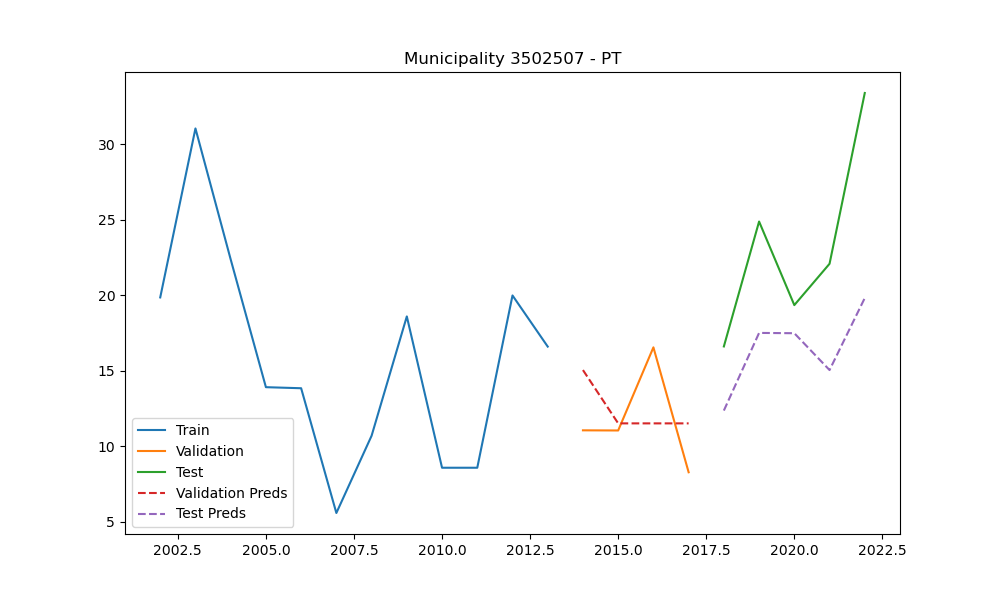 Municipality 3502507 - PT
30
25
20
15
10
5
Train
Validation
Test
Validation Preds
Test Preds
2002.5 2005.0 2007.5 2010.0 2012.5 2015.0 2017.5 2020.0 2022.5